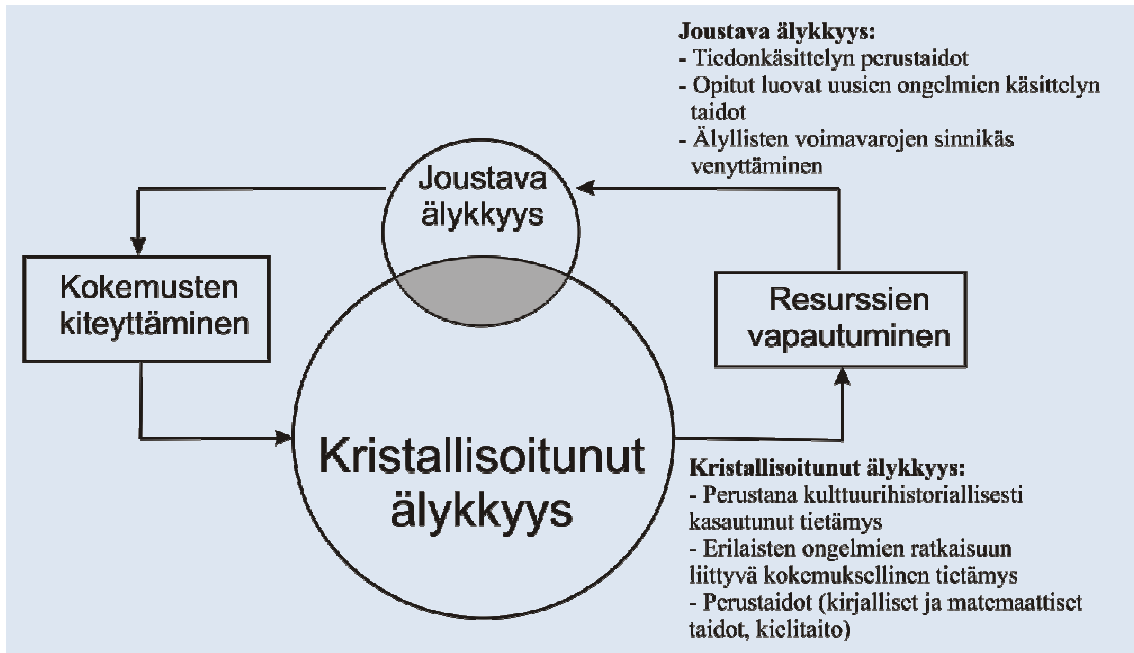 Joustava älykkyys:
- Tiedonkäsittelyn perustaidot
- Opitut luovat uusien ongelmien käsittelyn
taidot
- Älyllisten voimavarojen sinnikäs
venyttäminen
Joustava
älykkyys
Kokemusten
kiteyttäminen
Resurssien
vapautuminen
Kristallisoitunut
älykkyys
Kristallisoitunut älykkyys:
- Perustana kulttuurihistoriallisesti
kasautunut tietämys
- Erilaisten ongelmien ratkaisuun
liittyvä kokemuksellinen tietämys
- Perustaidot (kirjalliset ja matemaattiset
taidot, kielitaito)